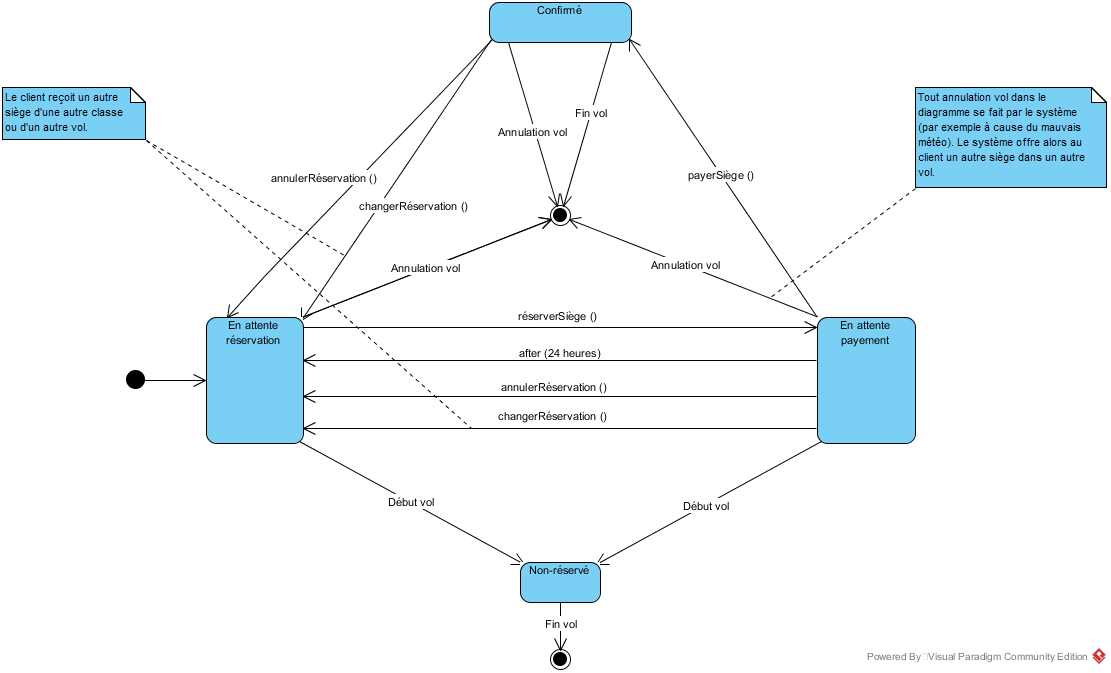 Confirmé
Le client reçoit un autre
siège d'une autre classe
ou d'un autre vol.
Tout annulation vol dans le
diagramme se fait par le système
(par exemple à cause du mauvais
météo). Le système offre alors au
client un autre siège dans un autre
vol.
Fin vol
Annulation vol
annulerRéservation ()
payerSiège ()
changerRéservation ()
Annulation vol
Annulation vol
En attente
réservation
réserverSiège ()
En attente
payement
after (24 heures)
annulerRéservation ()
changerRéservation ()
Début vol
Début vol
Non-réservé
Fin vol
Powered By Visual Paradigm Community Edition